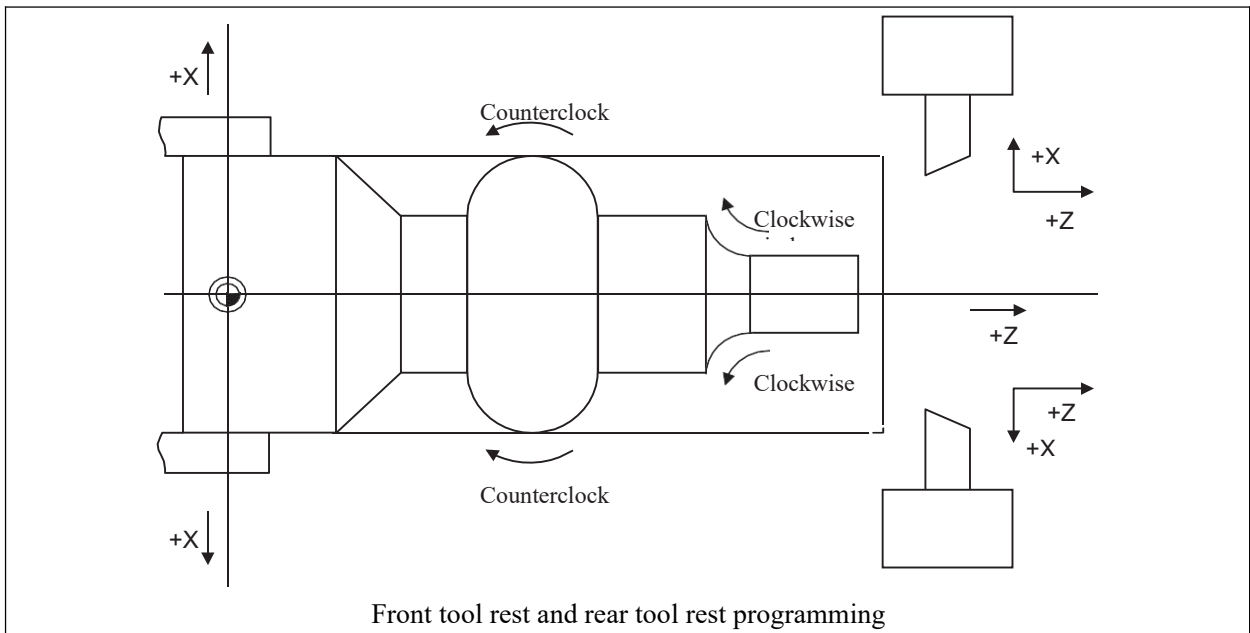 +X
Counterclock
+X
+Z
Clockwise
+Z
Clockwise
+Z
+X
Counterclock
+X
Front tool rest and rear tool rest programming